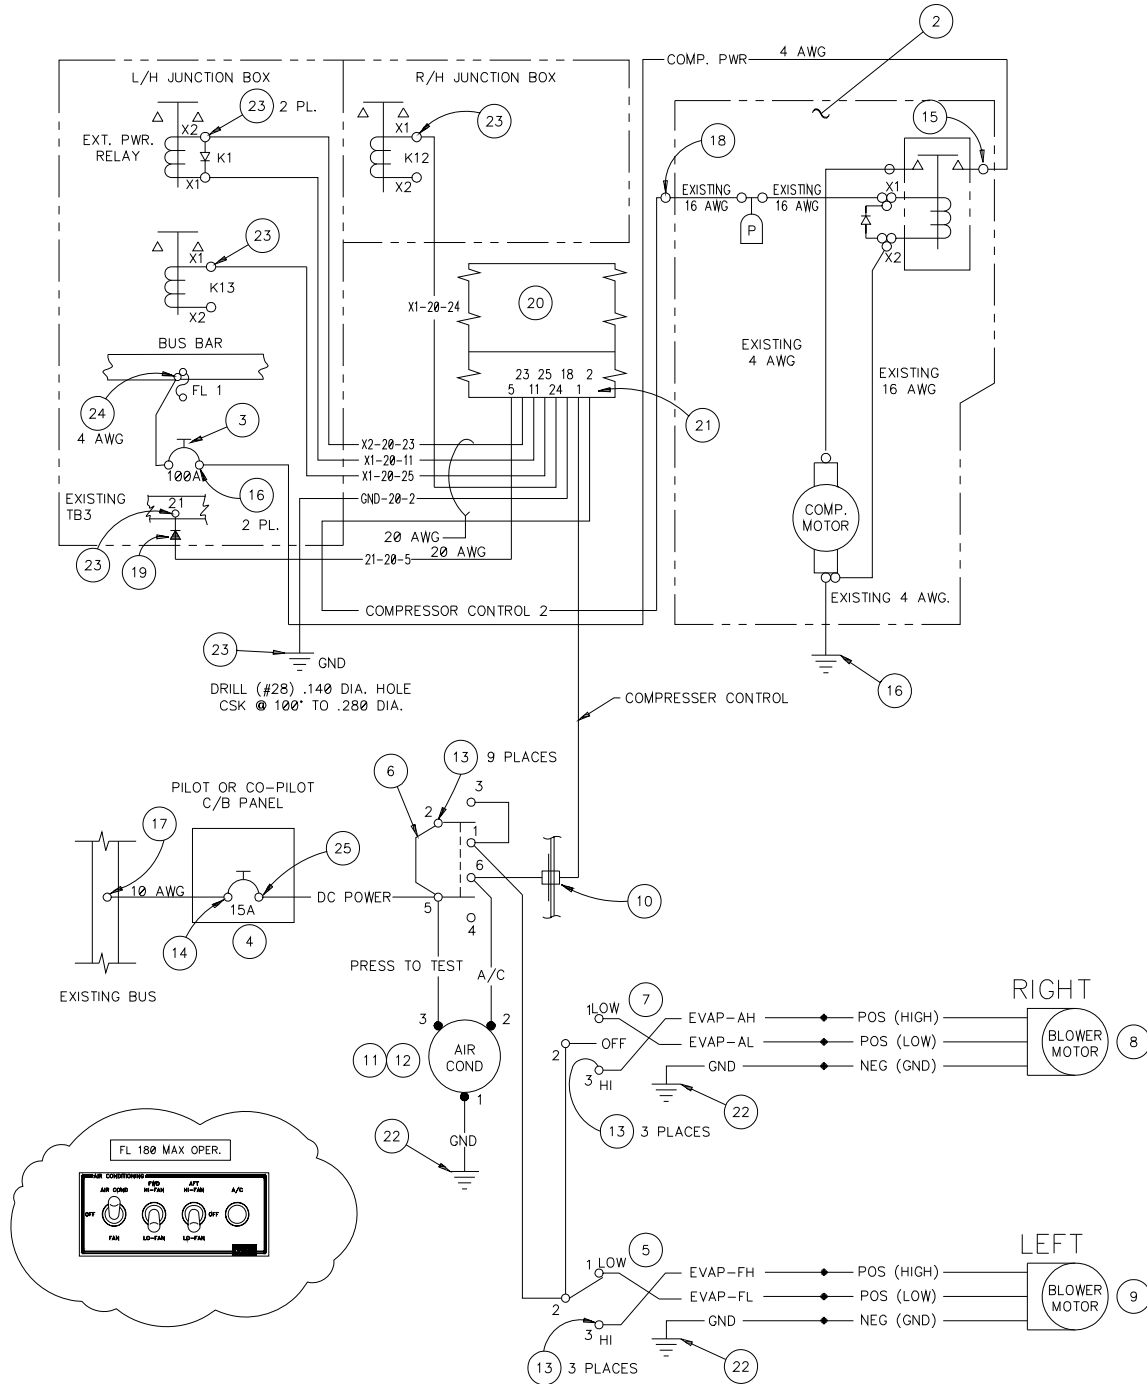 2
COMP. PWR 4 AWG
L/H JUNCTION BOX
R/H JUNCTION BOX
23 2 PL.
X2
EXT. PWR.
RELAY
K1
X1
X1
23
K12
X2
18
15
EXISTING
16 AWG
EXISTING
16 AWG
P
X1
X2
23
X1
K13
X2
X1-20-24
20
BUS BAR
FL 1
24
4 AWG
3
100A
16
2 PL.
EXISTING
TB3
21
23
19
23 25 18 2
5 11 24 1
21
X2-20-23
X1-20-11
X1-20-25
GND-20-2
20 AWG
20 AWG
21-20-5
COMPRESSOR CONTROL 2
EXISTING
4 AWG
EXISTING
16 AWG
COMP.
MOTOR
EXISTING 4 AWG.
16
23
GND
DRILL (#28) .140 DIA. HOLE
CSK @ 100° TO .280 DIA.
COMPRESSER CONTROL
13 9 PLACES
6
3
2
1
6
5
4
PILOT OR CO-PILOT
C/B PANEL
17
25
10 AWG
15A
DC POWER
14
4
EXISTING BUS
10
PRESS TO TEST
A/C
3
2
AIR
COND
11 12
1
22
GND
RIGHT
7
1 LOW
2
OFF
3
HI
EVAP-AH POS (HIGH)
EVAP-AL POS (LOW)
GND NEG (GND)
BLOWER
MOTOR
8
22
13 3 PLACES
FL 180 MAX OPER.
AIR CONDITIONING
AIR COND
FWD
HI-FAN
AFT
HI-FAN
A/C
OFF
OFF
FAN
LO-FAN
LO-FAN
LEFT
5
1 LOW
2
3
HI
EVAP-FH POS (HIGH)
EVAP-FL POS (LOW)
GND NEG (GND)
BLOWER
MOTOR
9
22
13 3 PLACES